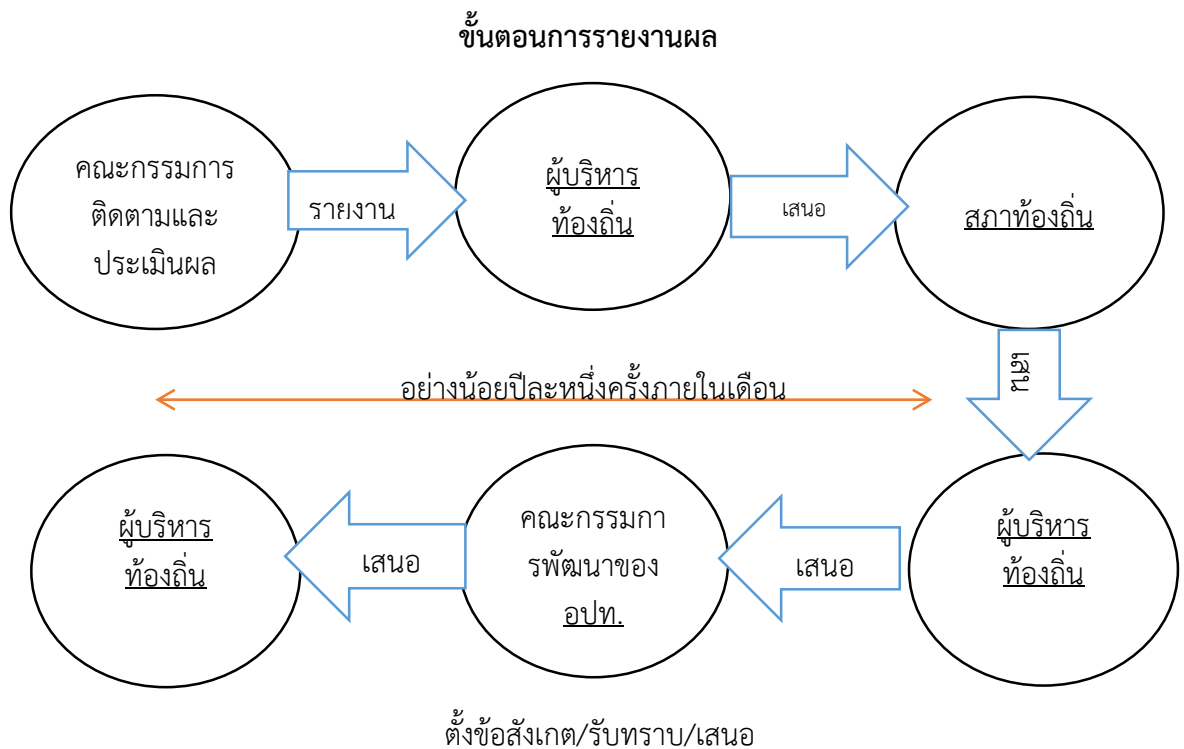 ขั้นตอนการรายงานผล
คณะกรรมการ
ติดตามและ
ประเมินผล
รายงาน
ผู้บริหาร
ท้องถิ่น
เสนอ
สภาท้องถิ่น
เสน
อย่างน้อยปีละหนึ่งครั้งภายในเดือน
ผู้บริหาร
ท้องถิ่น
เสนอ
คณะกรรมกา
รพัฒนาของ
อปท.
เสนอ
ผู้บริหาร
ท้องถิ่น
ตั้งข้อสังเกต/รับทราบ/เสนอ